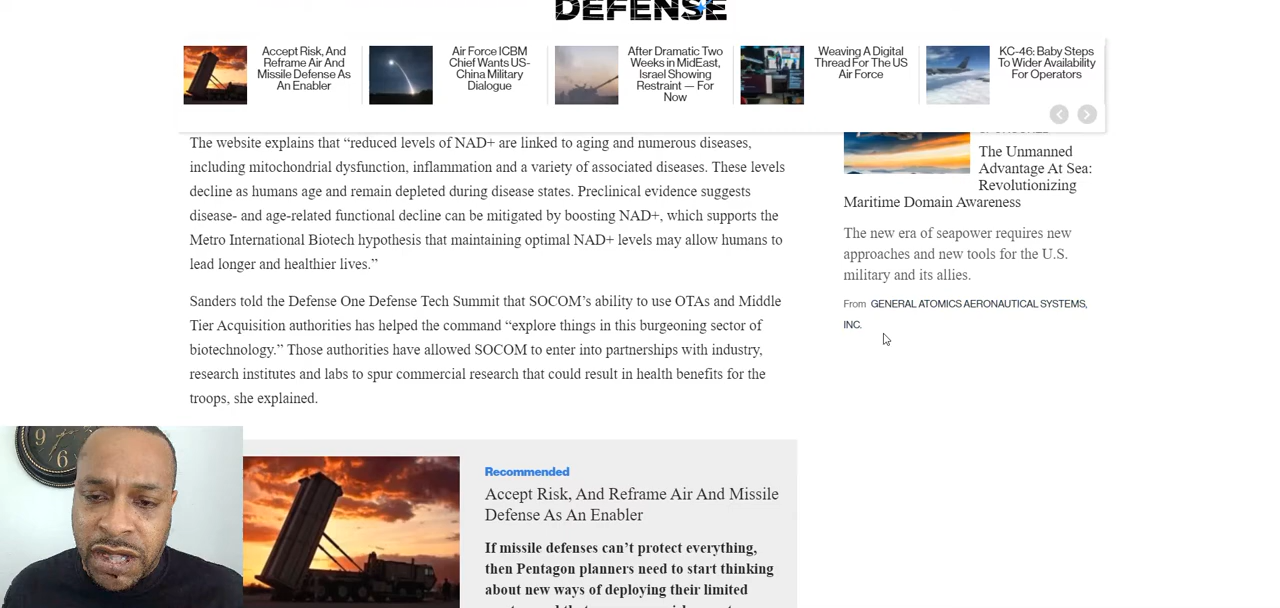 DEFENSE
Accept Risk, And
Reframe Air And
Missile Defense As
An Enabler
Air Force ICBM
Chief Wants US-
China Military
Dialogue
After Dramatic Two
Weeks in MidEast,
Israel Showing
Restraint — For
Now
Weaving A Digital
Thread For The US
Air Force
KC-46: Baby Steps
To Wider Availability
For Operators
The website explains that “reduced levels of NAD+ are linked to aging and numerous diseases,
including mitochondrial dysfunction, inflammation and a variety of associated diseases. These levels
decline as humans age and remain depleted during disease states. Preclinical evidence suggests
disease- and age-related functional decline can be mitigated by boosting NAD+, which supports the
Metro International Biotech hypothesis that maintaining optimal NAD+ levels may allow humans to
lead longer and healthier lives.”
Sanders told the Defense One Defense Tech Summit that SOCOM’s ability to use OTAs and Middle
Tier Acquisition authorities has helped the command “explore things in this burgeoning sector of
biotechnology.” Those authorities have allowed SOCOM to enter into partnerships with industry,
research institutes and labs to spur commercial research that could result in health benefits for the
troops, she explained.
The Unmanned
Advantage At Sea:
Revolutionizing
Maritime Domain Awareness
The new era of seapower requires new
approaches and new tools for the U.S.
military and its allies.
From GENERAL ATOMICS AERONAUTICAL SYSTEMS,
INC.
9
6
Recommended
Accept Risk, And Reframe Air And Missile
Defense As An Enabler
If missile defenses can’t protect everything,
then Pentagon planners need to start thinking
about new ways of deploying their limited